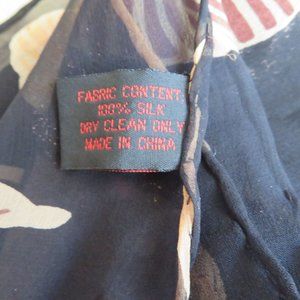 FABRIC CONTENT
100% SILK
DRY CLEAN ONLY
MADE IN CHINA